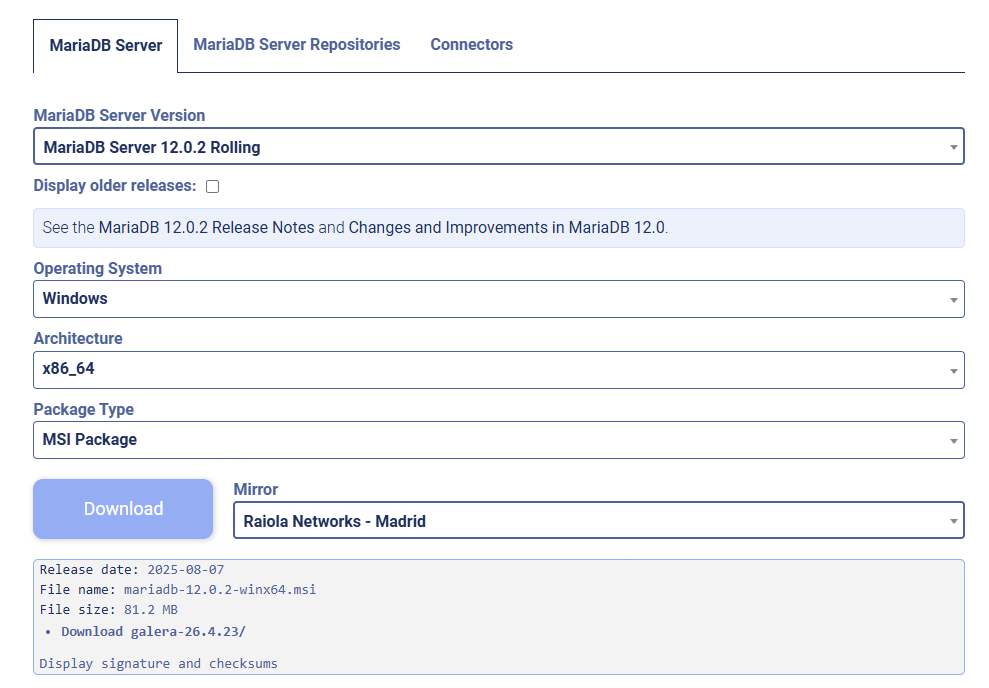 MariaDB Server MariaDB Server Repositories Connectors
MariaDB Server Version
MariaDB Server 12.0.2 Rolling
Display older releases:
See the MariaDB 12.0.2 Release Notes and Changes and Improvements in MariaDB 12.0.
Operating System
Windows
Architecture
x86_64
Package Type
MSI Package
Download
Mirror
Raiola Networks - Madrid
Release date: 2025-08-07
File name: mariadb-12.0.2-winx64.msi
File size: 81.2 MB
• Download galera-26.4.23/
Display signature and checksums